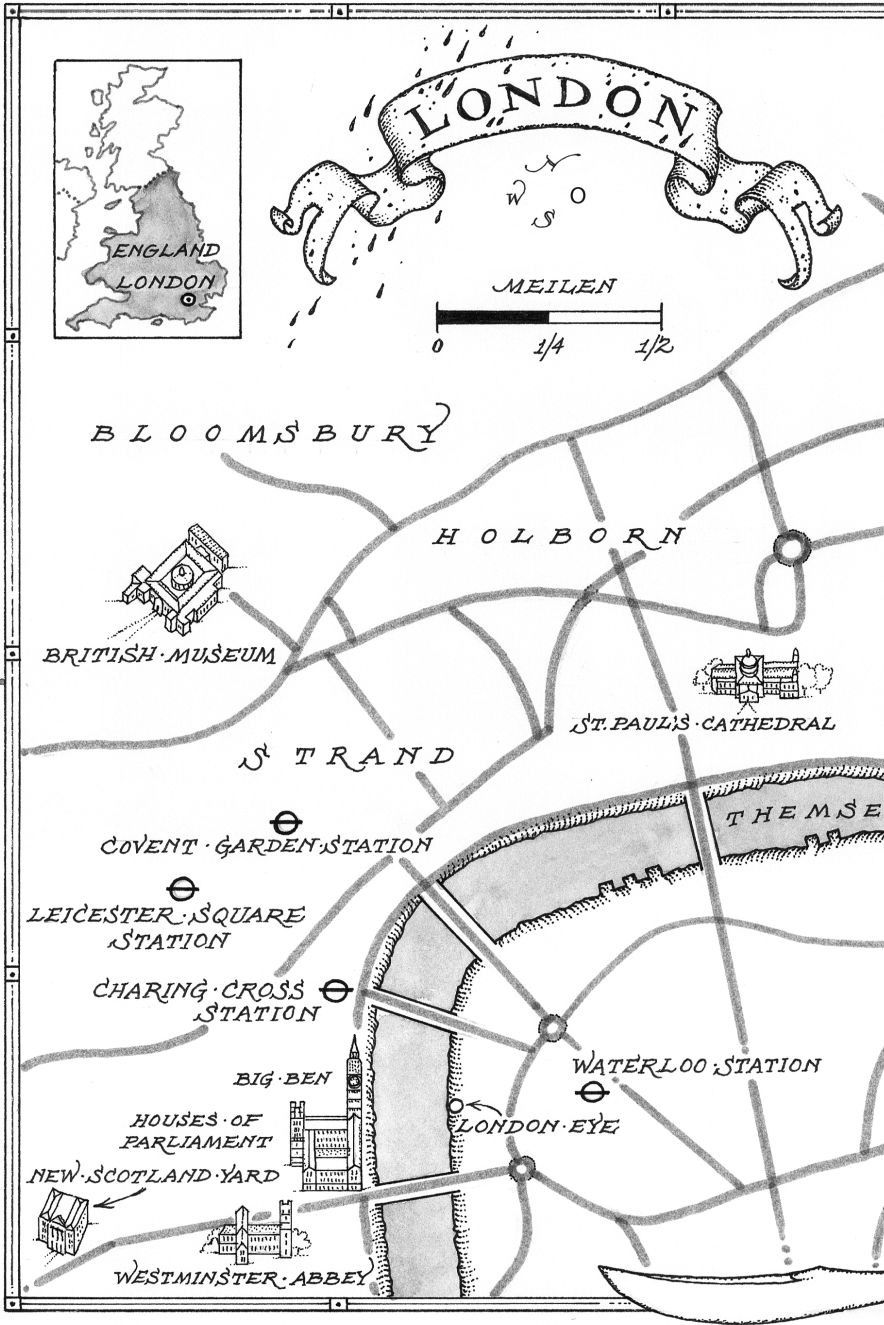 LONDON
N
W O
S
ENGLAND
LONDON
MEILEN
0 1/4 1/2
BLOOMSBURY
HOLBORN
BRITISH·MUSEUM
ST.PAUL'S·CATHEDRAL
STRAND
THEMSE
COVENT·GARDEN·STATION
LEICESTER·SQUARE
STATION
CHARING·CROSS
STATION
WATERLOO·STATION
BIG·BEN
LONDON·EYE
HOUSES·OF
PARLIAMENT
NEW·SCOTLAND·YARD
WESTMINSTER·ABBEY